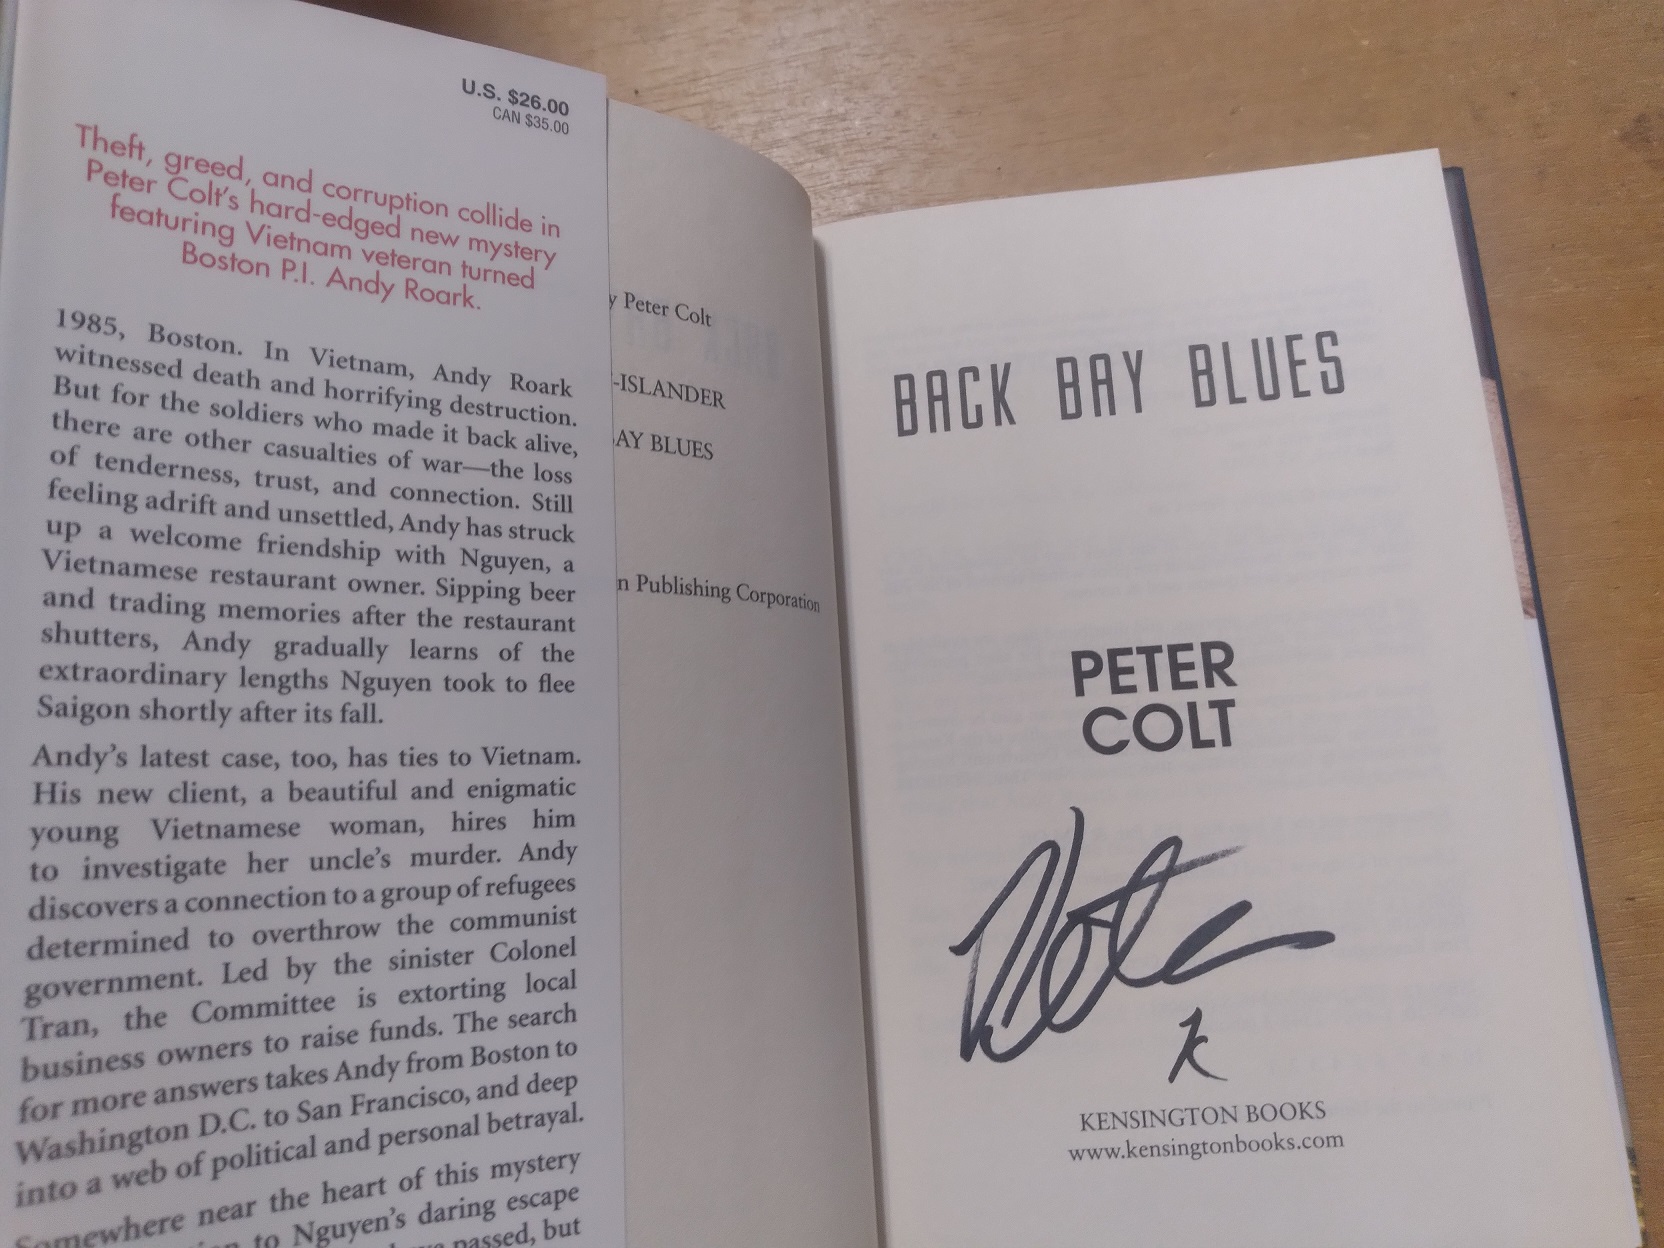 U.S. $26.00
CAN $35.00
Theft, greed, and corruption collide in
Peter Colt's hard-edged new mystery
featuring Vietnam veteran turned
Boston P.I. Andy Roark.
1985, Boston. In Vietnam, Andy Roark
witnessed death and horrifying destruction.
But for the soldiers who made it back alive,
there are other casualties of war—the loss
of tenderness, trust, and connection. Still
feeling adrift and unsettled, Andy has struck
up a welcome friendship with Nguyen, a
Vietnamese restaurant owner. Sipping beer
and trading memories after the restaurant
shutters, Andy gradually learns of the
extraordinary lengths Nguyen took to flee
Saigon shortly after its fall.
Andy's latest case, too, has ties to Vietnam.
His new client, a beautiful and enigmatic
young Vietnamese woman, hires him
to investigate her uncle's murder. Andy
discovers a connection to a group of refugees
determined to overthrow the communist
government. Led by the sinister Colonel
Tran, the Committee is extorting local
business owners to raise funds. The search
for more answers takes Andy from Boston to
Washington D.C. to San Francisco, and deep
into a web of political and personal betrayal.
Somewhere near the heart of this mystery
to Nguyen's daring escape
passed, but
y Peter Colt
-ISLANDER
AY BLUES
n Publishing Corporation
BACK BAY BLUES
PETER
COLT
KENSINGTON BOOKS
www.kensingtonbooks.com